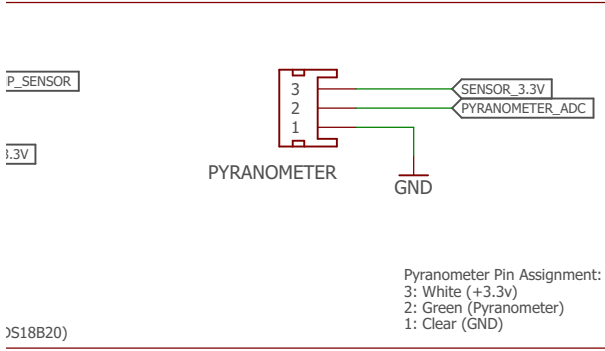 P_SENSOR
3.3V
3
2
1
SENSOR_3.3V
PYRANOMETER_ADC
PYRANOMETER
GND
Pyranometer Pin Assignment:
3: White (+3.3v)
2: Green (Pyranometer)
1: Clear (GND)
DS18B20)